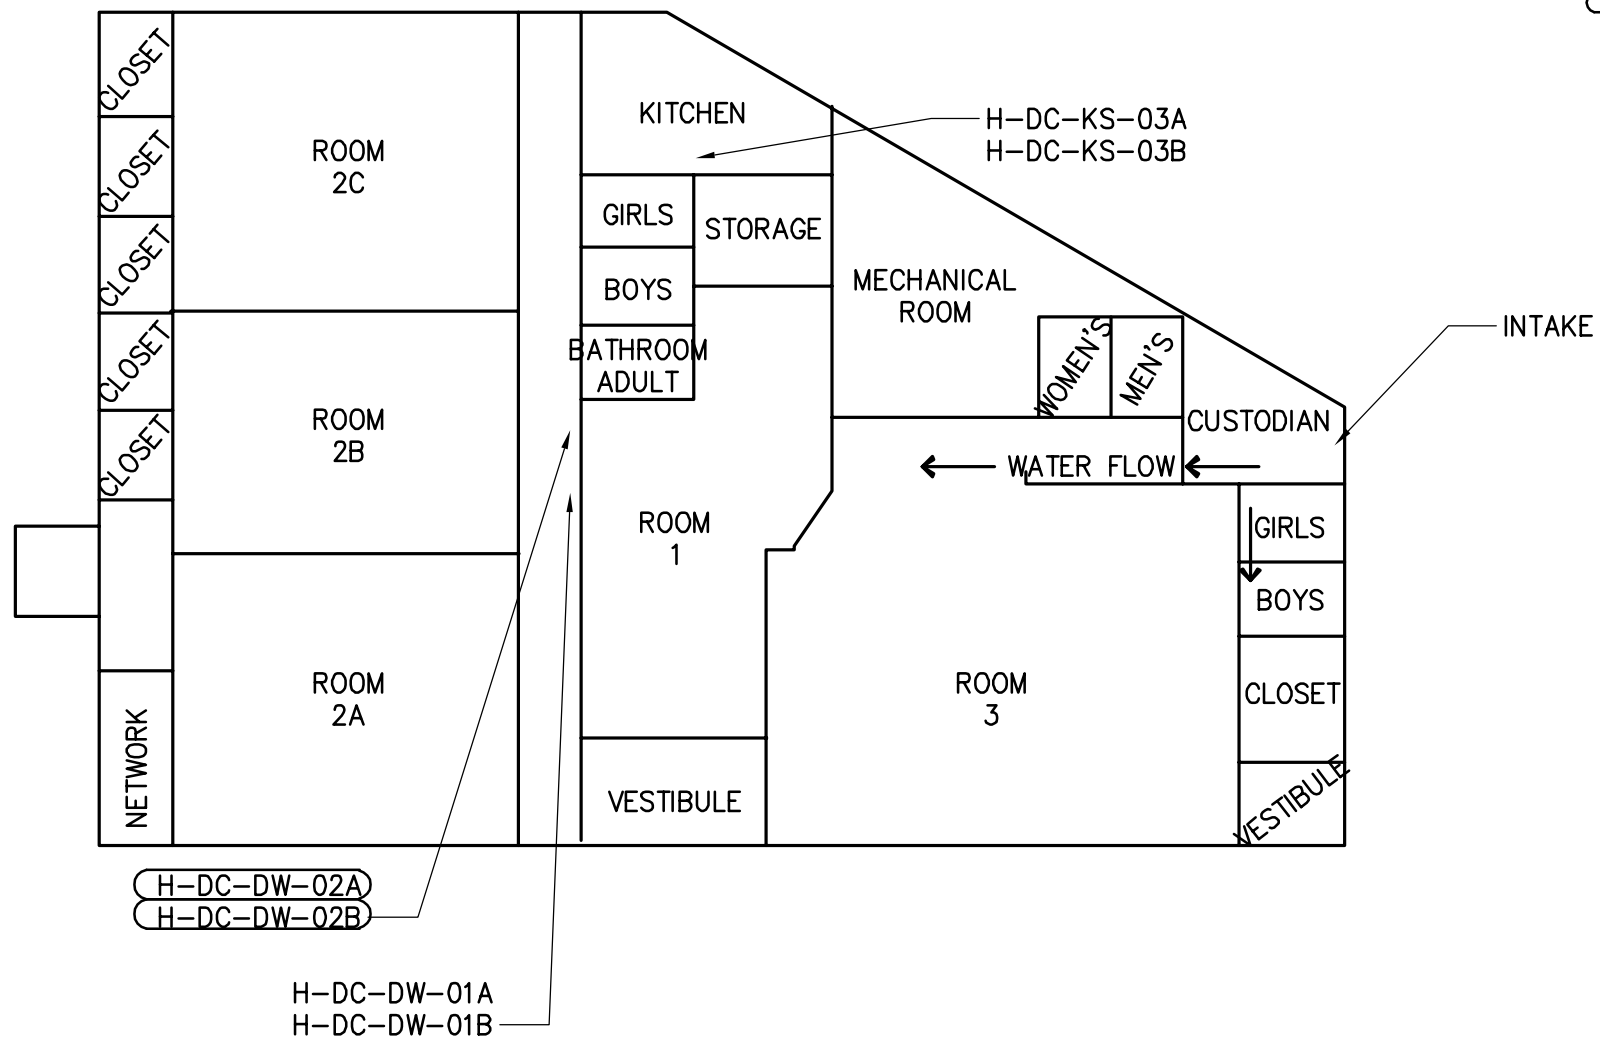 CLOSET
KITCHEN
H-DC-KS-03A
H-DC-KS-03B
ROOM
2C
CLOSET
GIRLS
STORAGE
CLOSET
BOYS
MECHANICAL
ROOM
INTAKE
WOMEN'S
MEN'S
CLOSET
BATHROOM
ADULT
ROOM
2B
CUSTODIAN
CLOSET
WATER FLOW
ROOM
1
GIRLS
BOYS
ROOM
2A
ROOM
3
CLOSET
NETWORK
VESTIBULE
VESTIBULE
H-DC-DW-02A
H-DC-DW-02B
H-DC-DW-01A
H-DC-DW-01B